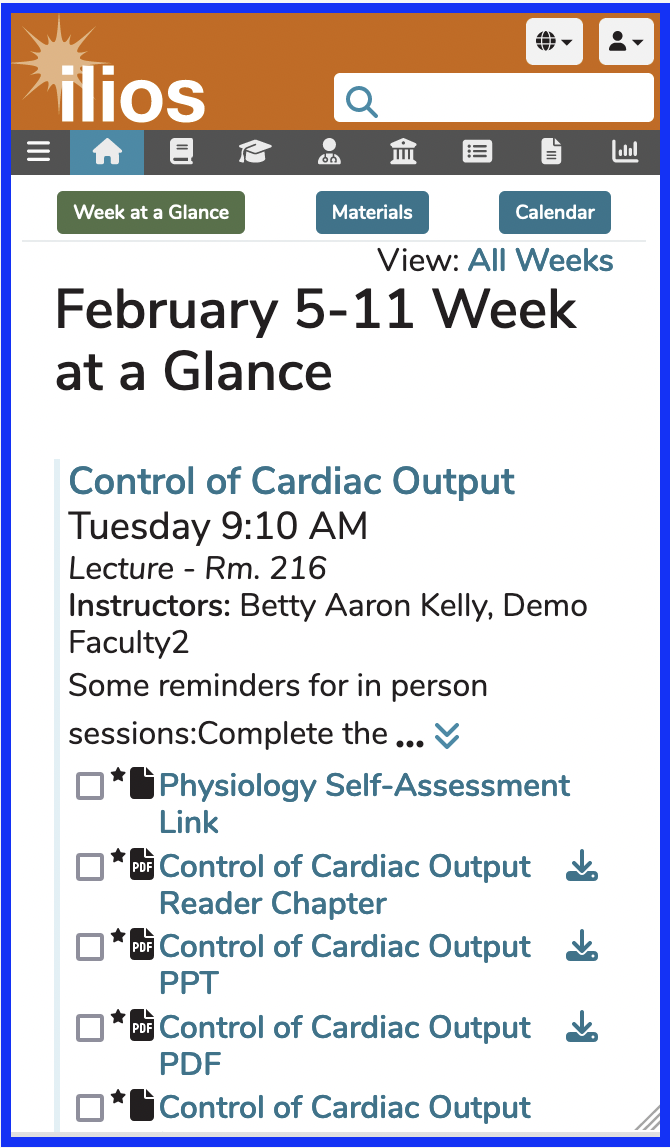 ilios
Week at a Glance
Materials
Calendar
View: All Weeks
February 5-11 Week
at a Glance
Control of Cardiac Output
Tuesday 9:10 AM
Lecture - Rm. 216
Instructors: Betty Aaron Kelly, Demo
Faculty2
Some reminders for in person
sessions:Complete the ...
Physiology Self-Assessment
Link
PDF Control of Cardiac Output
Reader Chapter
PDF Control of Cardiac Output
PPT
PDF Control of Cardiac Output
PDF
Control of Cardiac Output